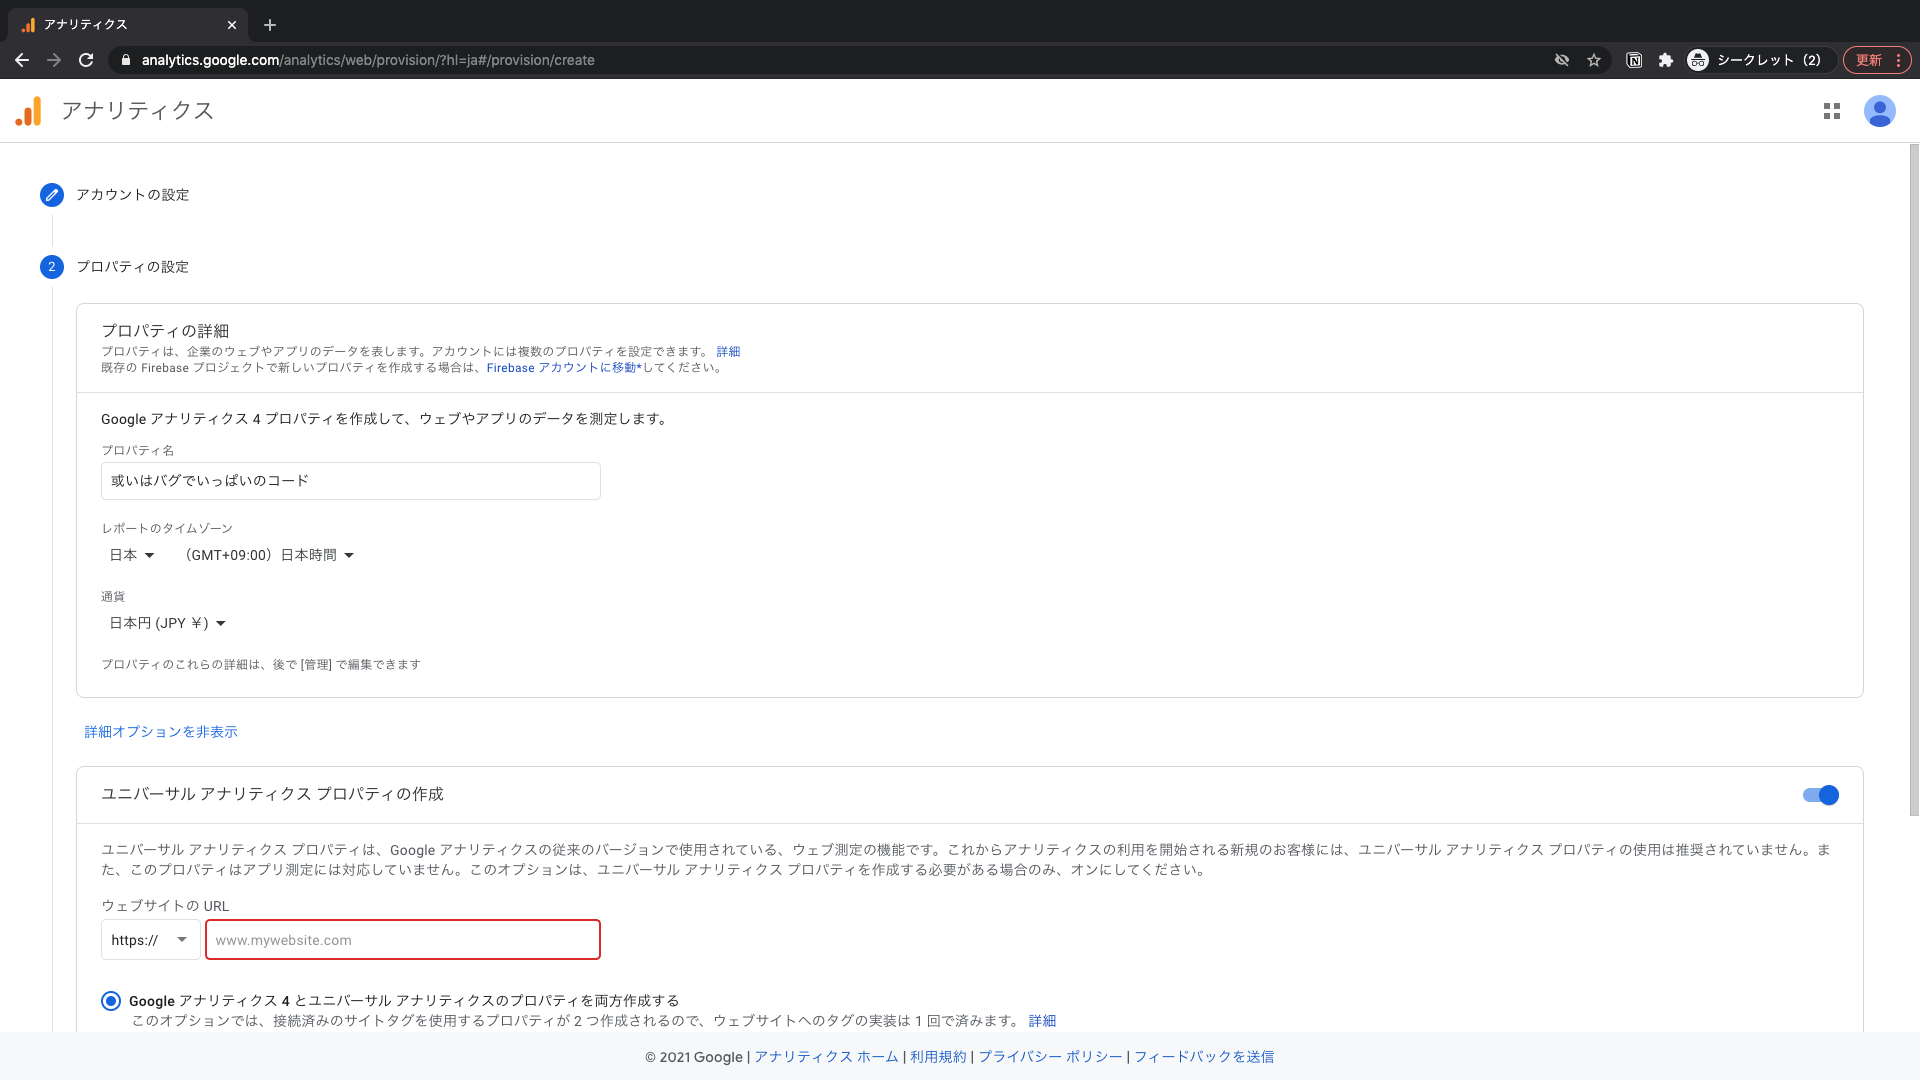 アナリティクス
analytics.google.com/analytics/web/provision/?hl=ja#/provision/create
シークレット（2）
更新
アナリティクス
アカウントの設定
2
プロパティの設定
プロパティの詳細
プロパティは、企業のウェブやアプリのデータを表します。アカウントには複数のプロパティを設定できます。 詳細
既存の Firebase プロジェクトで新しいプロパティを作成する場合は、Firebase アカウントに移動*してください。
Google アナリティクス 4 プロパティを作成して、ウェブやアプリのデータを測定します。
プロパティ名
或いはバグでいっぱいのコード
レポートのタイムゾーン
日本 （GMT+09:00）日本時間
通貨
日本円 (JPY ￥)
プロパティのこれらの詳細は、後で [管理] で編集できます
詳細オプションを非表示
ユニバーサル アナリティクス プロパティの作成
ユニバーサル アナリティクス プロパティは、Google アナリティクスの従来のバージョンで使用されている、ウェブ測定の機能です。これからアナリティクスの利用を開始される新規のお客様には、ユニバーサル アナリティクス プロパティの使用は推奨されていません。ま
た、このプロパティはアプリ測定には対応していません。このオプションは、ユニバーサル アナリティクス プロパティを作成する必要がある場合のみ、オンにしてください。
ウェブサイトの URL
https:// www.mywebsite.com
Google アナリティクス 4 とユニバーサル アナリティクスのプロパティを両方作成する
このオプションでは、接続済みのサイトタグを使用するプロパティが 2 つ作成されるので、ウェブサイトへのタグの実装は 1 回で済みます。 詳細
© 2021 Google | アナリティクス ホーム | 利用規約 | プライバシー ポリシー | フィードバックを送信